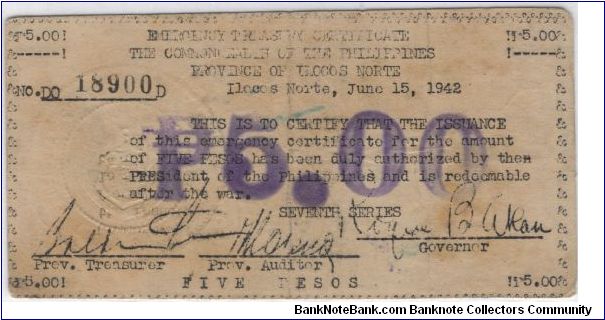 ₱5.00! EMERGENCY TREASURY CERTIFICATE !₱5.00
-----! THE COMMONWEALTH OF THE PHILIPPINES !-----
PROVINCE OF ILOCOS NORTE
NO.DO 18900 D Ilocos Norte, June 15, 1942
₱5.00
THIS IS TO CERTIFY THAT THE ISSUANCE
of this emergency certificate for the amount
of FIVE PESOS has been duly authorized by the
PRESident of the Philippines and is redeemable
after the war.
SEVENTH SERIES
Prov. Treasurer Prov. Auditor Governor
₱5.00! FIVE PESOS !₱5.00
BankNoteBank.com Banknote Collectors Community